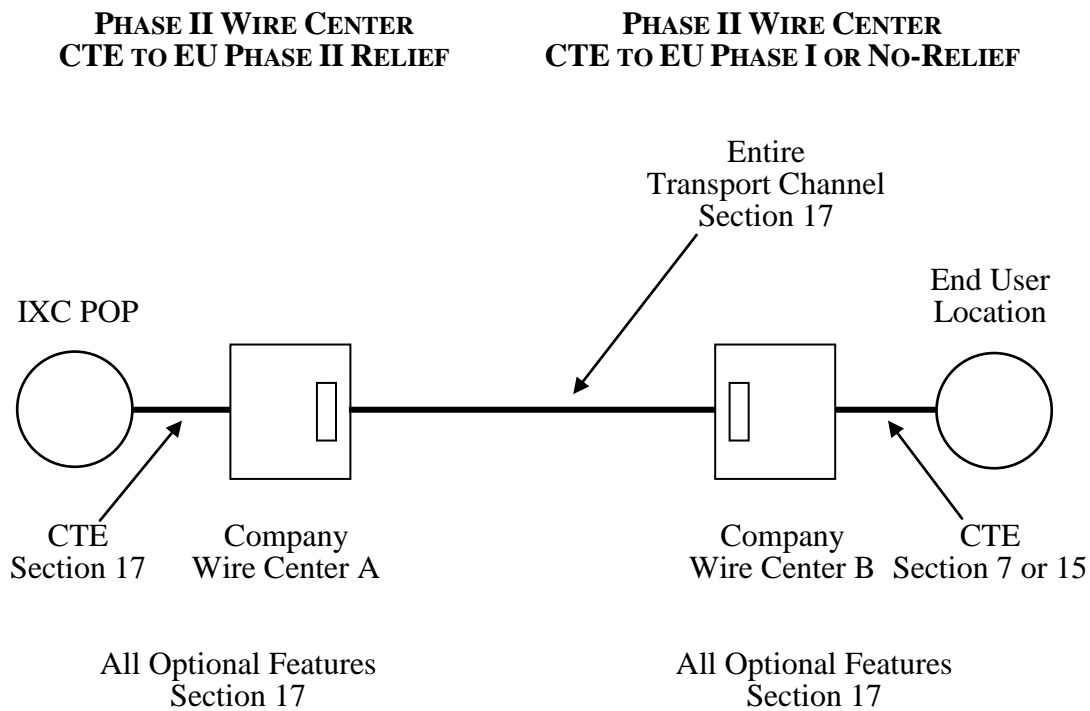 PHASE II WIRE CENTER
CTE TO EU PHASE II RELIEF
PHASE II WIRE CENTER
CTE TO EU PHASE I OR NO-RELIEF
Entire
Transport Channel
Section 17
IXC POP
End User
Location
CTE
Section 17
Company
Wire Center A
Company
Wire Center B
CTE
Section 7 or 15
All Optional Features
Section 17
All Optional Features
Section 17